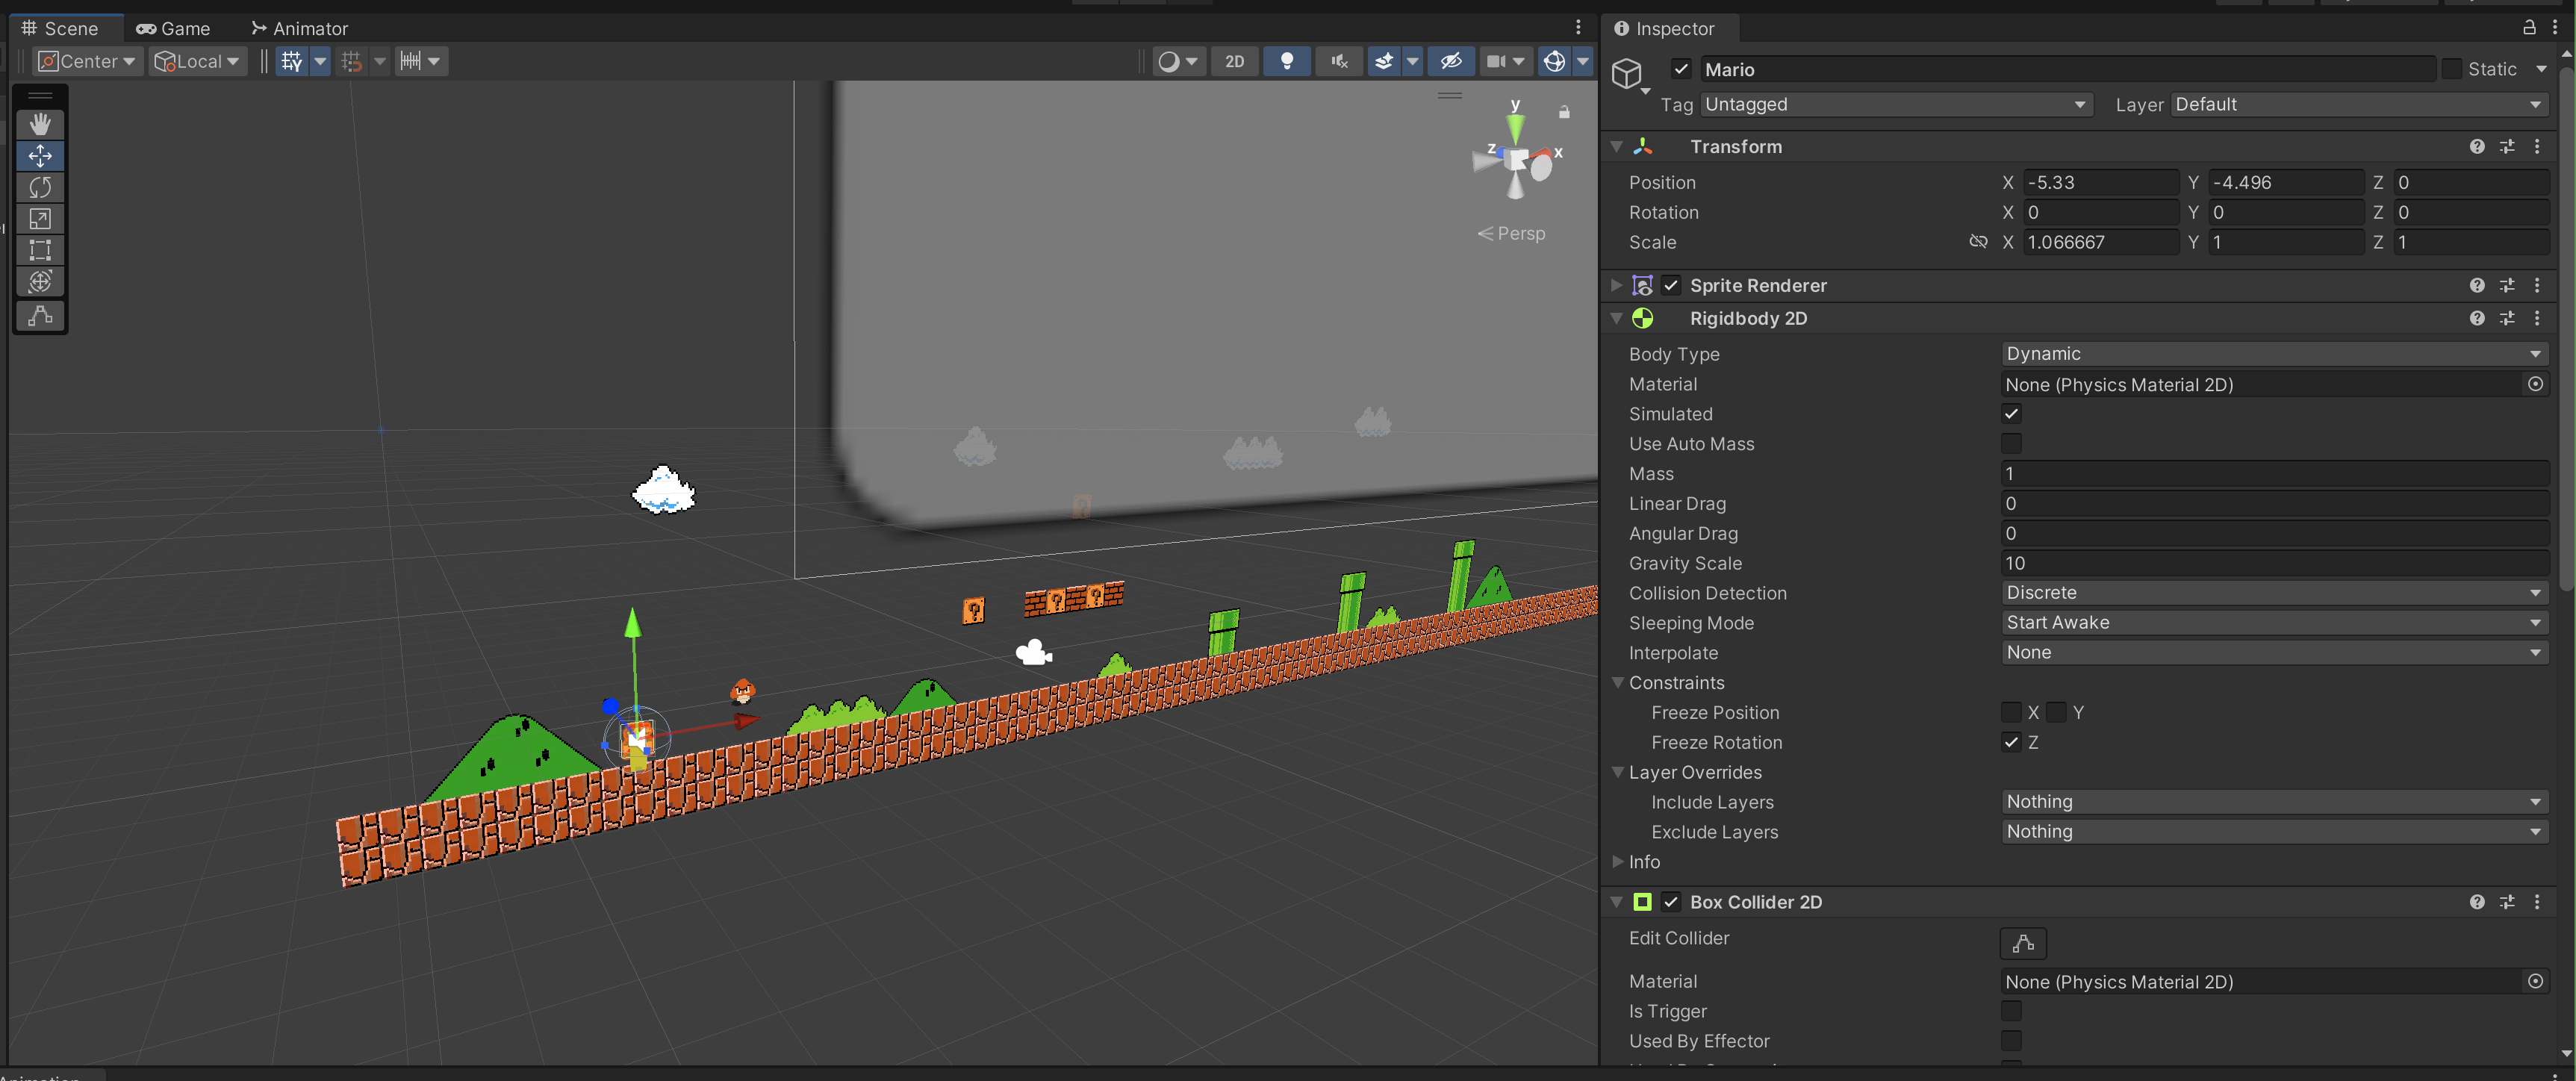 Scene Game Animator
Center Local 2D
y
z x
Persp
? ? ? ?
Inspector
Mario Static
Tag Untagged Layer Default
Transform
Position X -5.33 Y -4.496 Z 0
Rotation X 0 Y 0 Z 0
Scale X 1.066667 Y 1 Z 1
Sprite Renderer
Rigidbody 2D
Body Type Dynamic
Material None (Physics Material 2D)
Simulated
Use Auto Mass
Mass 1
Linear Drag 0
Angular Drag 0
Gravity Scale 10
Collision Detection Discrete
Sleeping Mode Start Awake
Interpolate None
Constraints
Freeze Position X Y
Freeze Rotation Z
Layer Overrides
Include Layers Nothing
Exclude Layers Nothing
Info
Box Collider 2D
Edit Collider
Material None (Physics Material 2D)
Is Trigger
Used By Effector